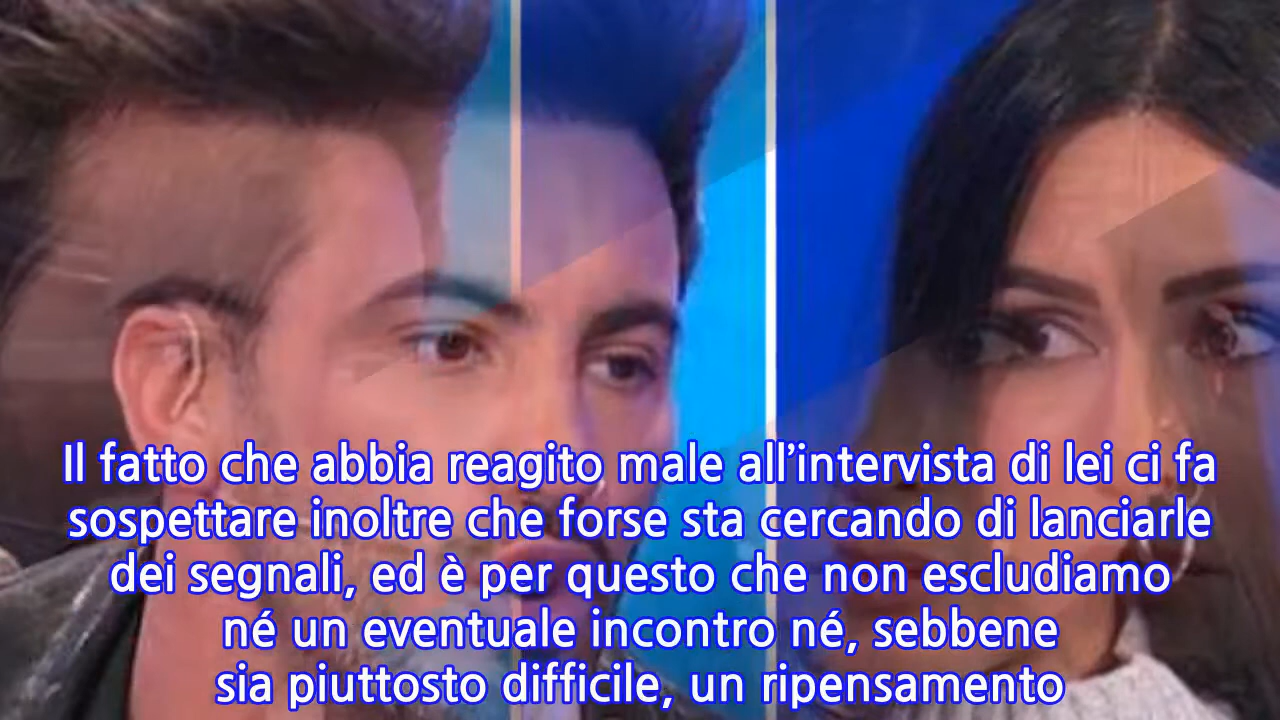 Il fatto che abbia reagito male all’intervista di lei ci fa
sospettare inoltre che forse sta cercando di lanciarle
dei segnali, ed è per questo che non escludiamo
né un eventuale incontro né, sebbene
sia piuttosto difficile, un ripensamento